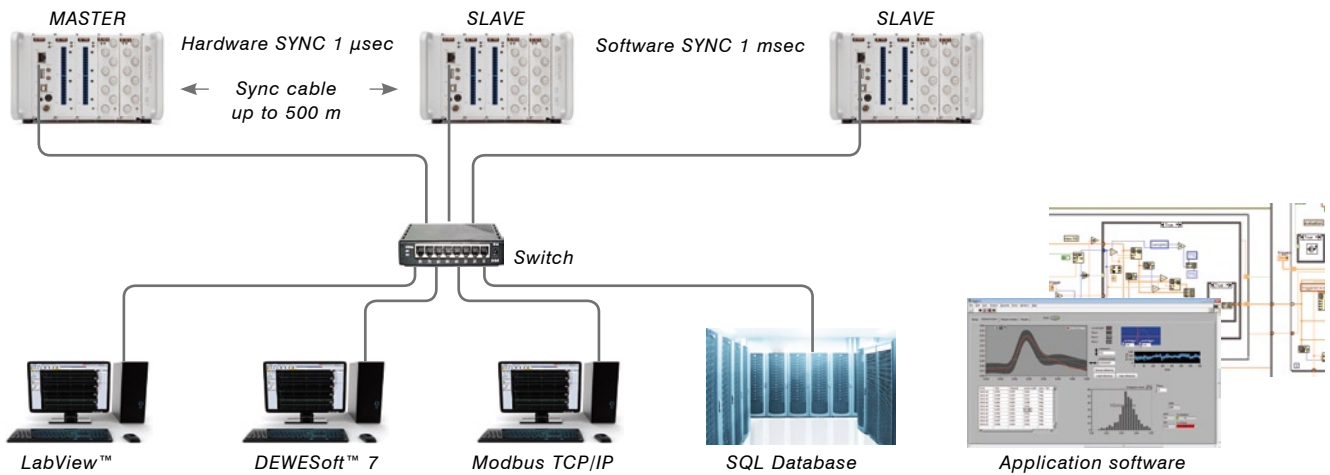 MASTER
SLAVE
SLAVE
Hardware SYNC 1 µsec
Software SYNC 1 msec
Sync cable
up to 500 m
Switch
LabView™
DEWESoft™ 7
Modbus TCP/IP
SQL Database
Application software